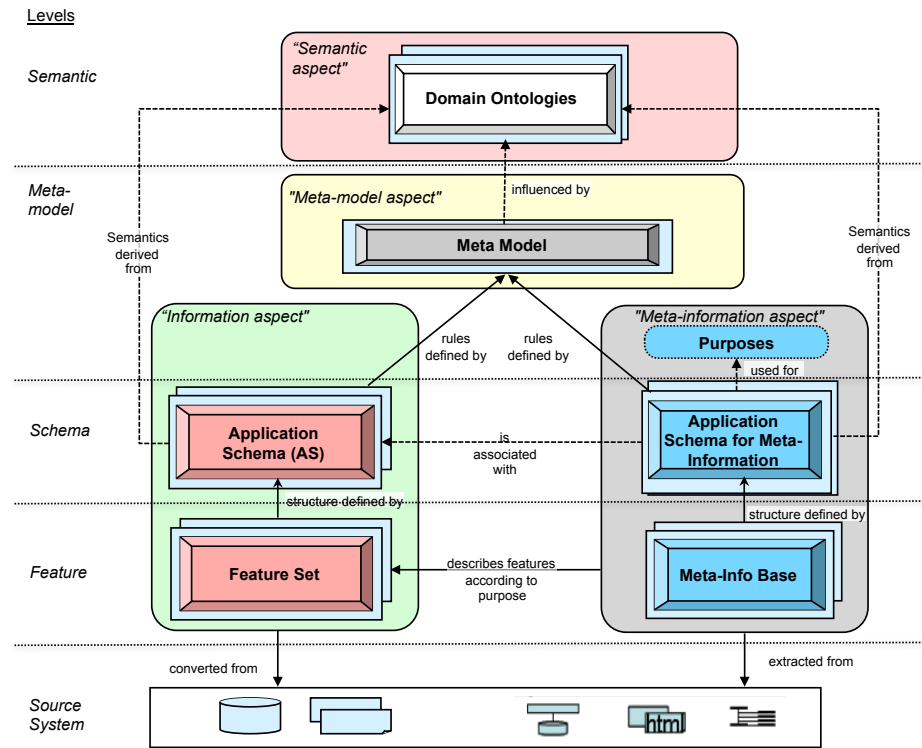 Levels
Semantic
“Semantic
aspect"
Domain Ontologies
Meta-
model
"Meta-model aspect"
influenced by
Meta Model
Semantics
derived
from
Semantics
derived
from
“Information aspect"
"Meta-information aspect"
rules
defined by
rules
defined by
Purposes
used for
Schema
Application
Schema (AS)
is
associated
with
Application
Schema for Meta-
Information
structure defined by
structure defined by
Feature
Feature Set
describes features
according to
purpose
Meta-Info Base
converted from
extracted from
Source
System
html